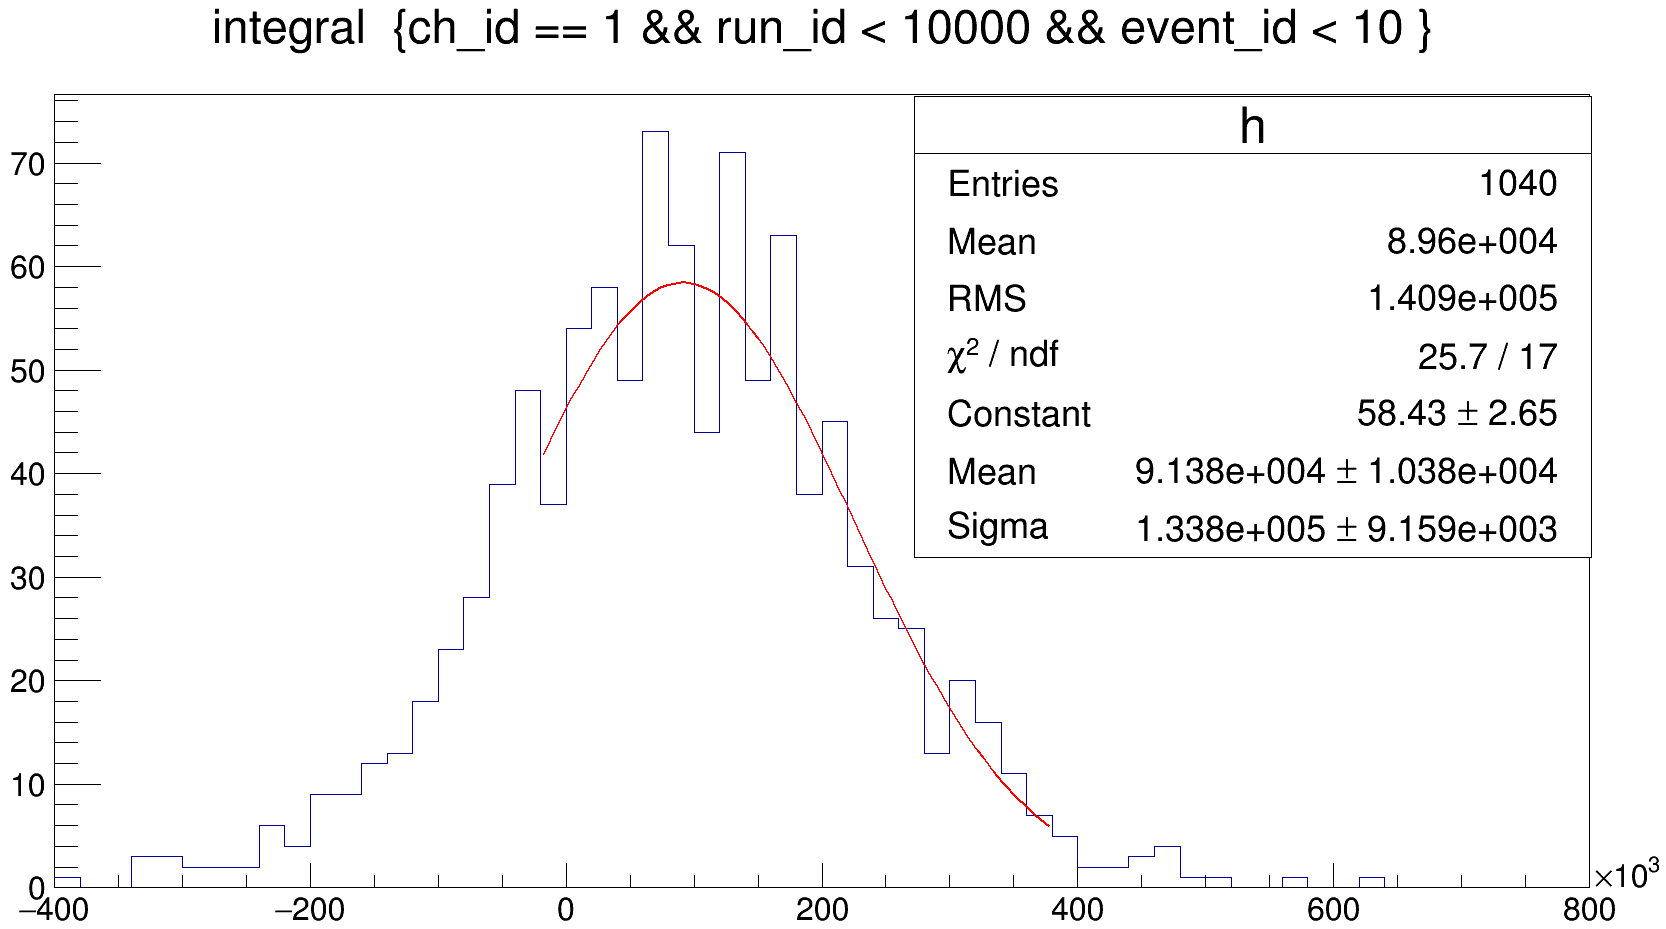 integral {ch_id == 1 && run_id < 10000 && event_id < 10 }
h
Entries 1040
Mean 8.96e+004
RMS 1.409e+005
χ² / ndf 25.7 / 17
Constant 58.43 ± 2.65
Mean 9.138e+004 ± 1.038e+004
Sigma 1.338e+005 ± 9.159e+003
70
60
50
40
30
20
10
0
−400 −200 0 200 400 600 800
×10³